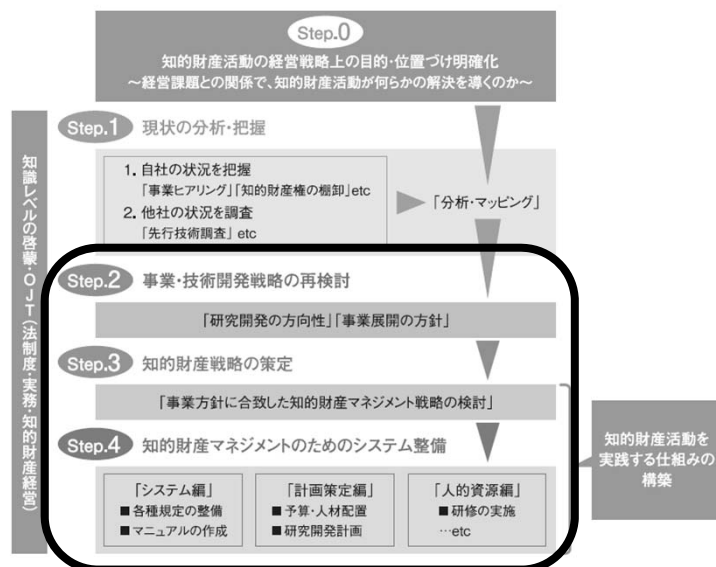 Step.0
知的財産活動の経営戦略上の目的・位置づけ明確化
～経営課題との関係で、知的財産活動が何らかの解決を導くのか～
知識レベルの啓蒙・OJT(法制度・実務・知的財産経営)
Step.1 現状の分析・把握
1. 自社の状況を把握
「事業ヒアリング」「知的財産権の棚卸」etc
2. 他社の状況を調査
「先行技術調査」 etc
「分析・マッピング」
Step.2 事業・技術開発戦略の再検討
「研究開発の方向性」「事業展開の方針」
Step.3 知的財産戦略の策定
「事業方針に合致した知的財産マネジメント戦略の検討」
Step.4 知的財産マネジメントのためのシステム整備
「システム編」
■ 各種規定の整備
■ マニュアルの作成
「計画策定編」
■ 予算・人材配置
■ 研究開発計画
「人的資源編」
■ 研修の実施
…etc
知的財産活動を
実践する仕組みの
構築